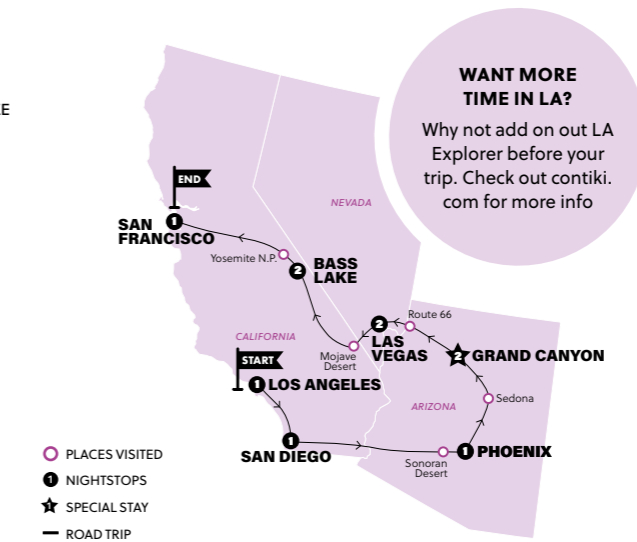 KE
WANT MORE
TIME IN LA?
Why not add on out LA
Explorer before your
trip. Check out contiki.
com for more info
END
1
SAN
FRANCISCO
NEVADA
Yosemite N.P.
2
BASS
LAKE
CALIFORNIA
Mojave
Desert
2
LAS
VEGAS
Route 66
2
GRAND CANYON
START
1
LOS ANGELES
ARIZONA
Sedona
1
SAN DIEGO
Sonoran
Desert
1
PHOENIX
PLACES VISITED
1
NIGHTSTOPS
1
SPECIAL STAY
ROAD TRIP